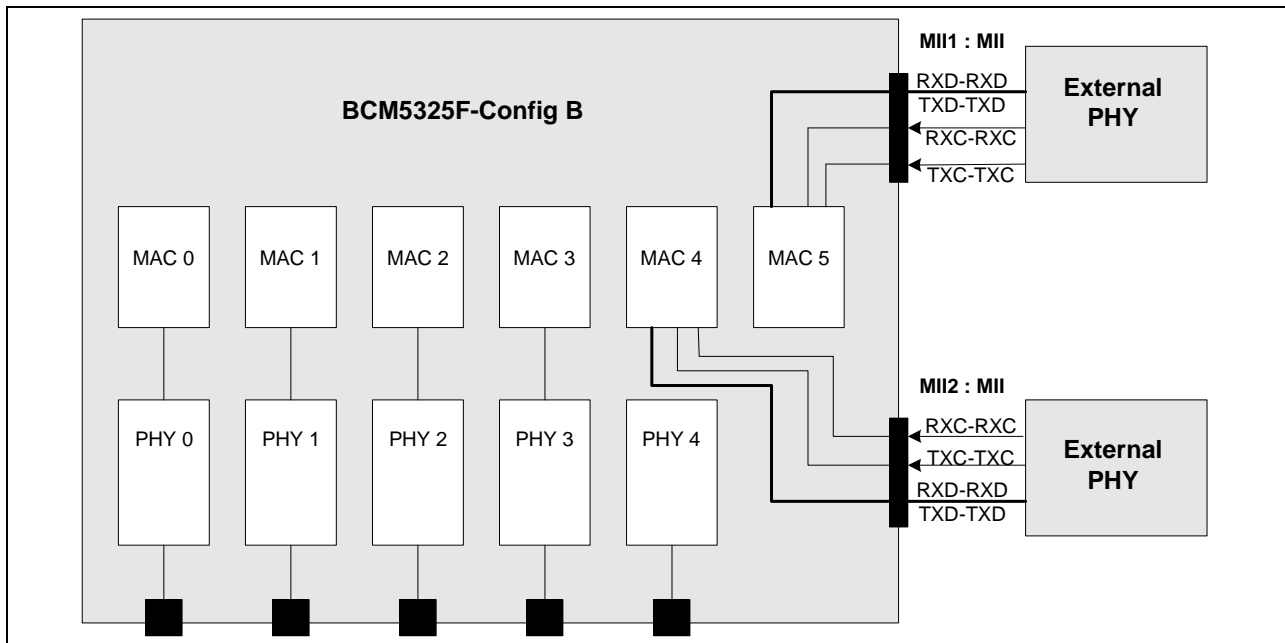 MII1 : MII
BCM5325F-Config B
RXD-RXD
TXD-TXD
RXC-RXC
TXC-TXC
External
PHY
MAC 0
MAC 1
MAC 2
MAC 3
MAC 4
MAC 5
MII2 : MII
PHY 0
PHY 1
PHY 2
PHY 3
PHY 4
RXC-RXC
TXC-TXC
RXD-RXD
TXD-TXD
External
PHY